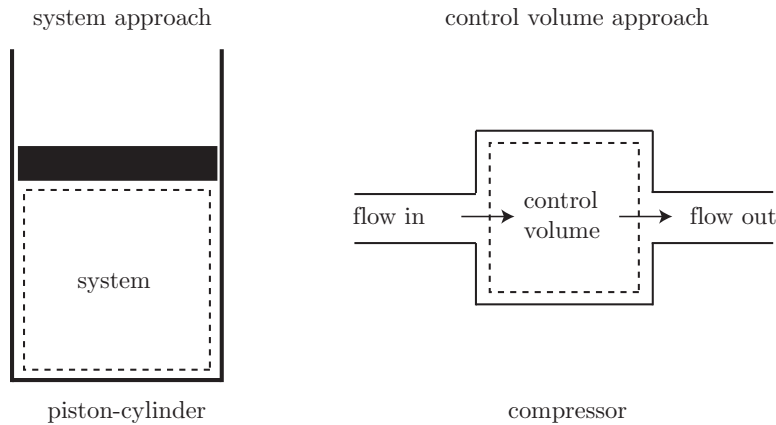 system approach
control volume approach
flow in
control
volume
flow out
system
piston-cylinder
compressor